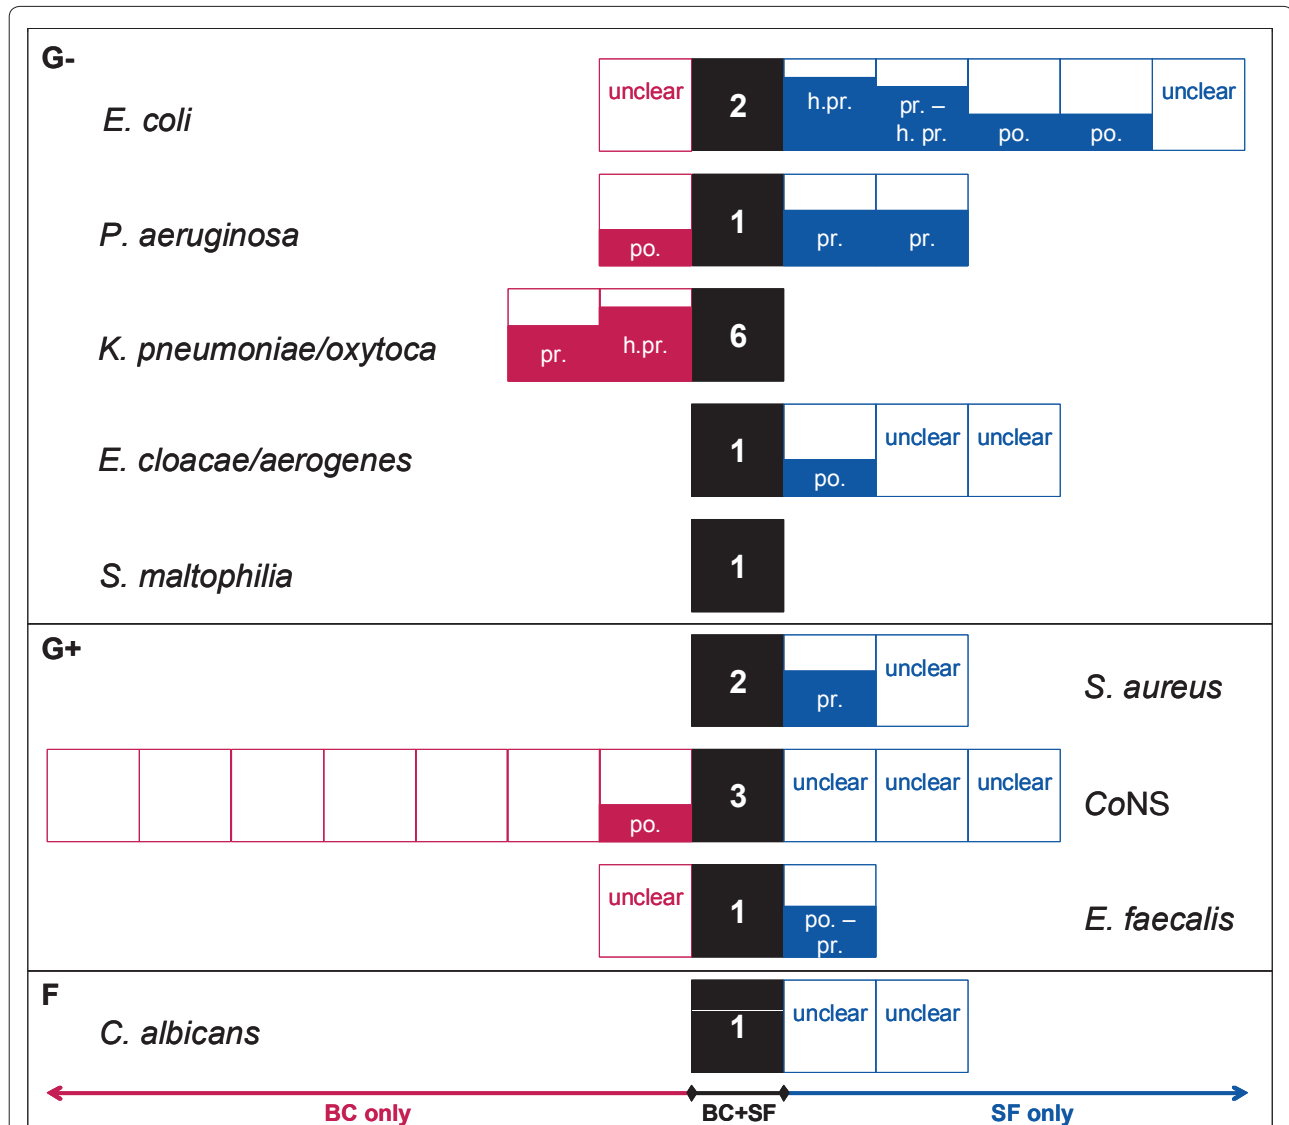 G-
E. coli
unclear
2
h.pr.
pr. –
h. pr.
po.
po.
unclear
P. aeruginosa
po.
1
pr.
pr.
K. pneumoniae/oxytoca
pr.
h.pr.
6
E. cloacae/aerogenes
1
po.
unclear
unclear
S. maltophilia
1
G+
2
pr.
unclear
S. aureus
po.
3
unclear
unclear
unclear
CoNS
unclear
1
po. –
pr.
E. faecalis
F
C. albicans
1
unclear
unclear
BC only
BC+SF
SF only